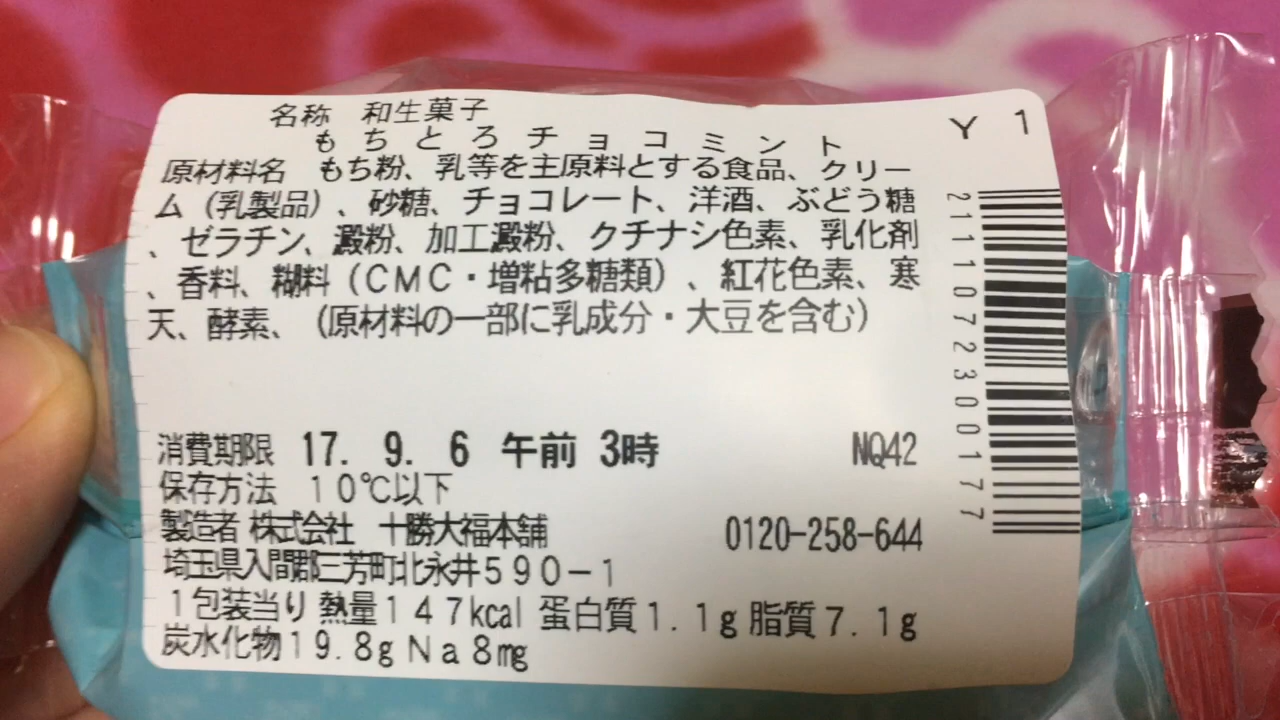 名称 和生菓子
もちとろチョコミント
Y 1
原材料名 もち粉、乳等を主原料とする食品、クリー
ム（乳製品）、砂糖、チョコレート、洋酒、ぶどう糖
、ゼラチン、澱粉、加工澱粉、クチナシ色素、乳化剤
、香料、糊料（CMC・増粘多糖類）、紅花色素、寒
天、酵素、（原材料の一部に乳成分・大豆を含む）
消費期限 17. 9. 6 午前 3時 NQ42
保存方法 10℃以下
製造者 株式会社 十勝大福本舗 0120-258-644
埼玉県入間郡三芳町北永井590-1
1包装当り 熱量147kcal 蛋白質1.1g 脂質7.1g
炭水化物19.8g Na8mg
2111072300177